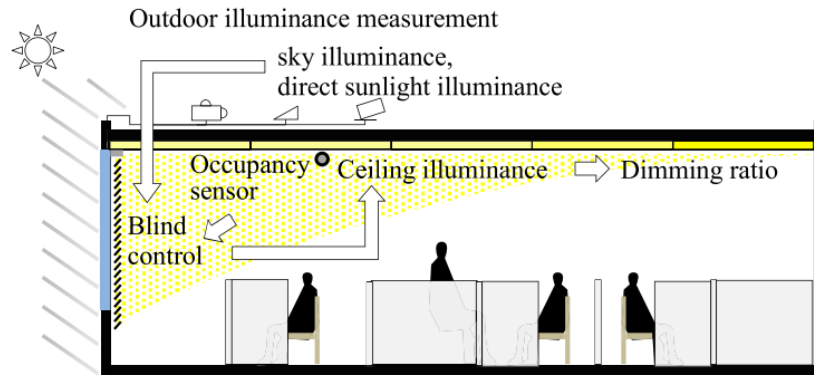 Outdoor illuminance measurement
sky illuminance,
direct sunlight illuminance
Occupancy
sensor
Ceiling illuminance
Dimming ratio
Blind
control